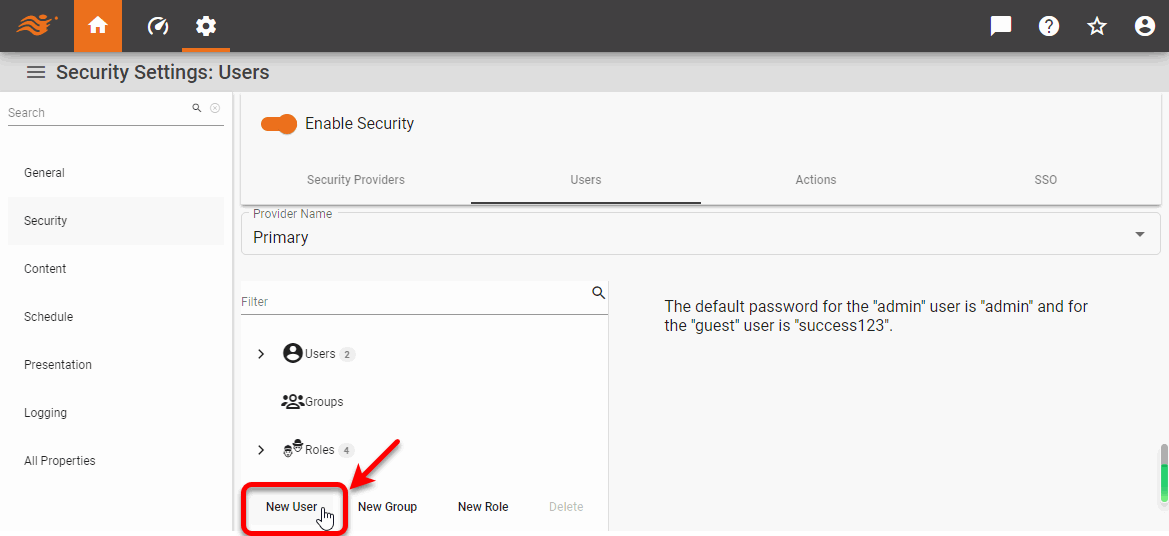 Security Settings: Users
Search
General
Security
Content
Schedule
Presentation
Logging
All Properties
Enable Security
Security Providers
Users
Actions
SSO
Provider Name
Primary
Filter
Users 2
Groups
Roles 4
New User
New Group
New Role
Delete
The default password for the "admin" user is "admin" and for
the "guest" user is "success123".